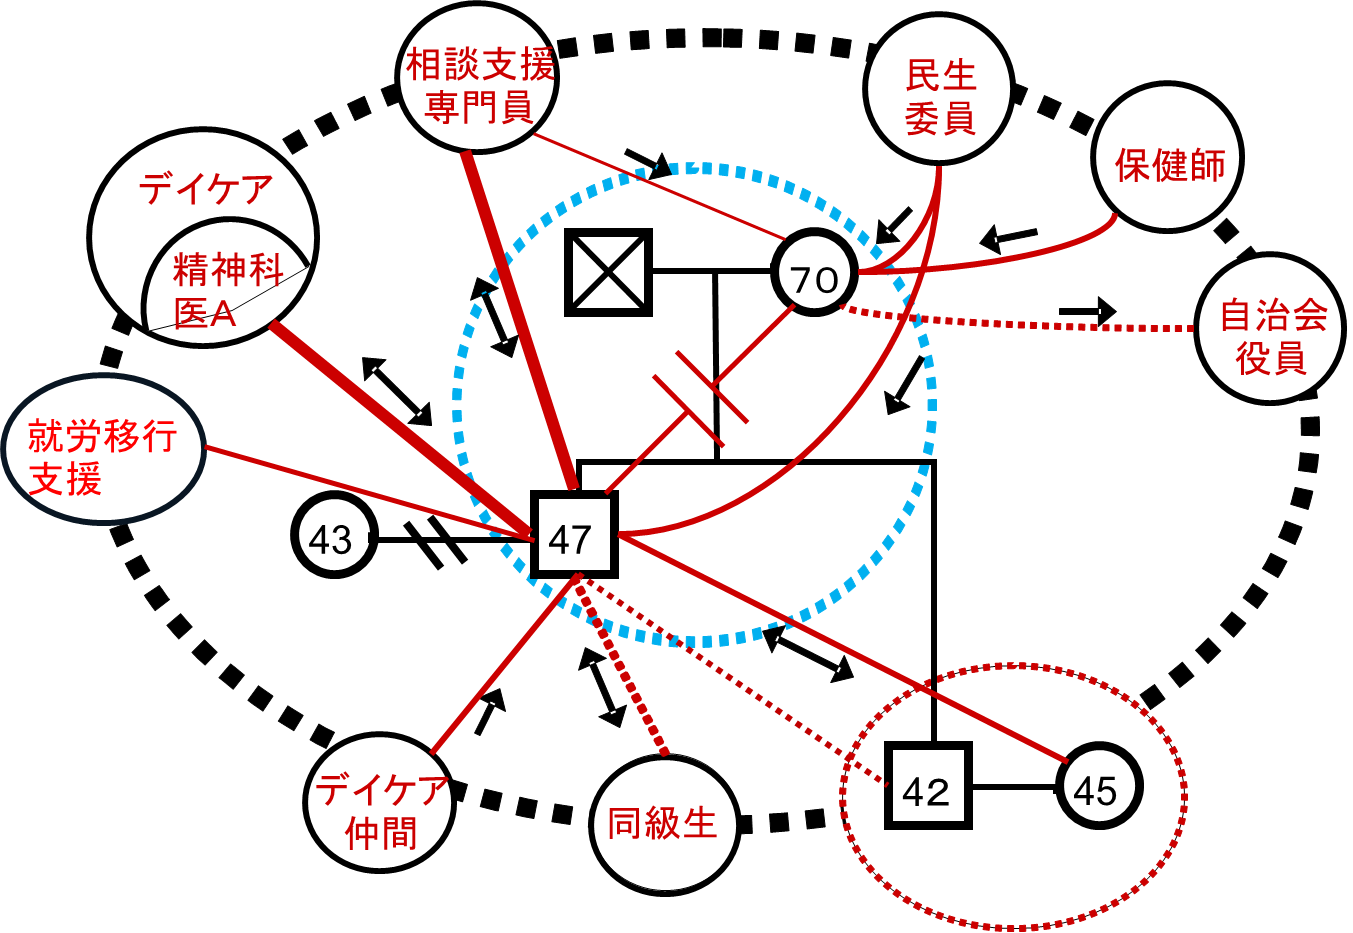 相談支援
専門員
民生
委員
保健師
デイケア
精神科
医A
70
自治会
役員
就労移行
支援
43
47
42
45
デイケア
仲間
同級生